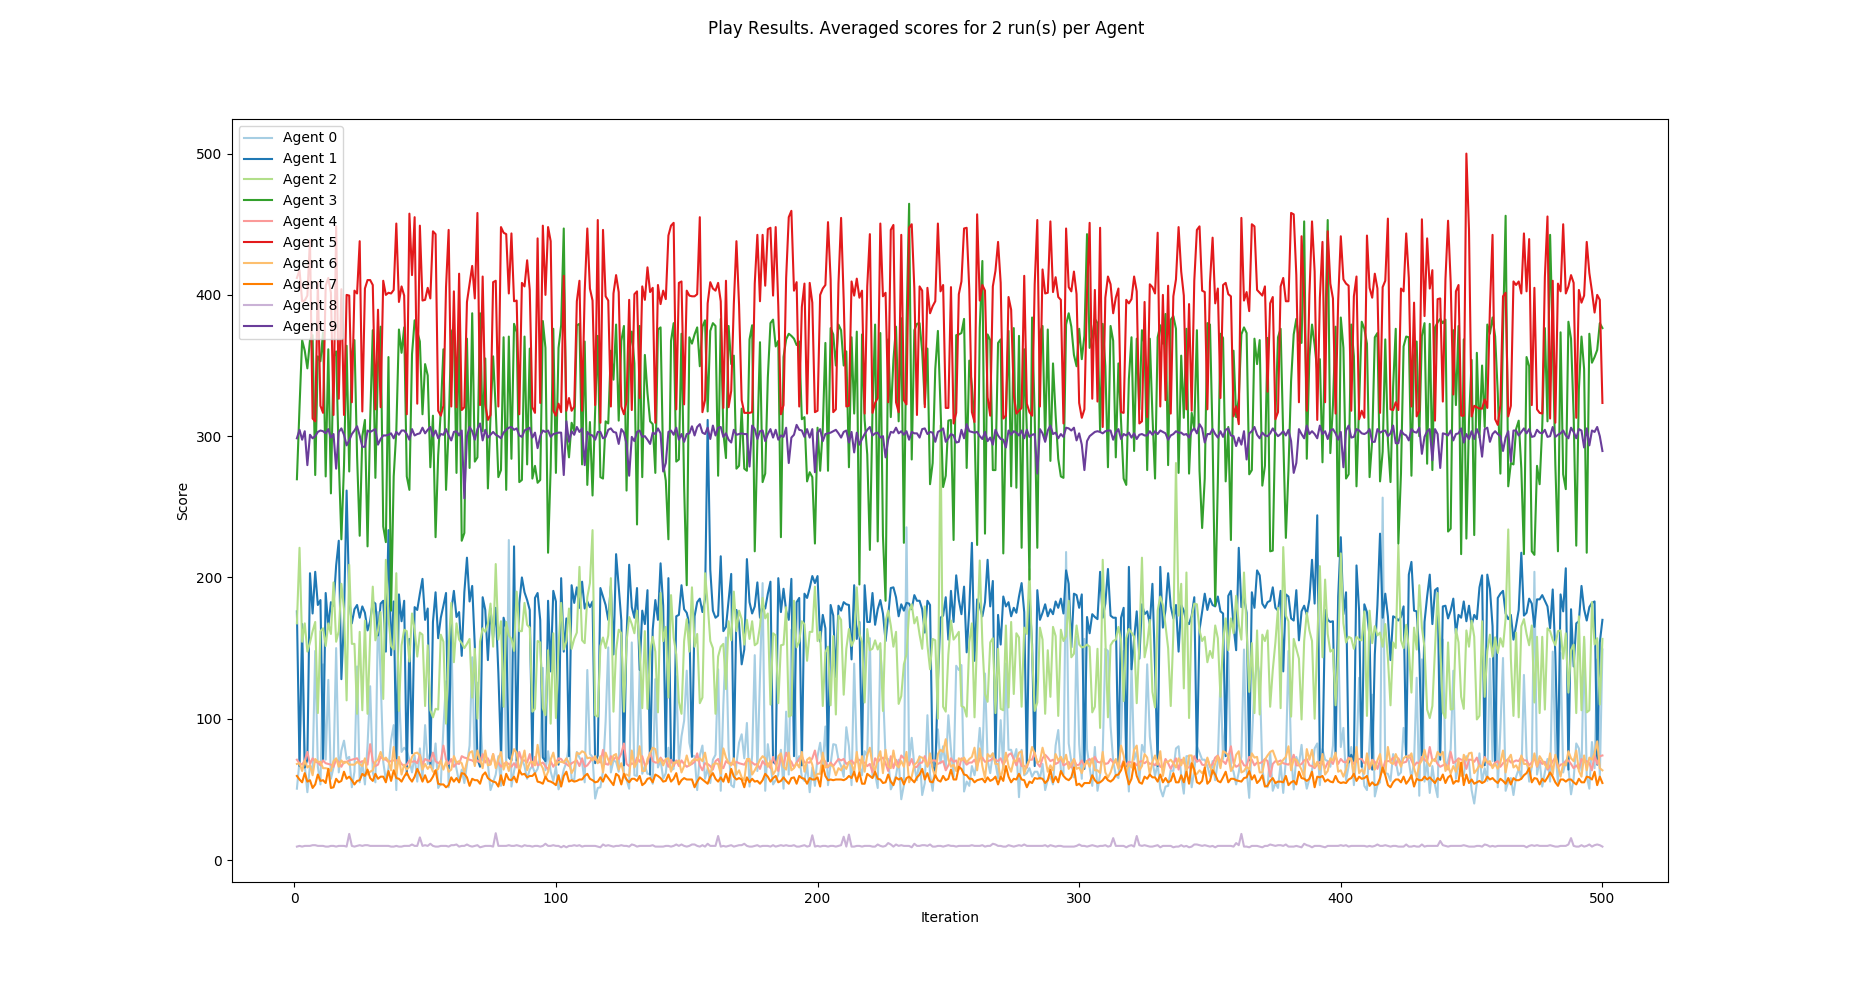 Play Results. Averaged scores for 2 run(s) per Agent
Agent 0
Agent 1
Agent 2
Agent 3
Agent 4
Agent 5
Agent 6
Agent 7
Agent 8
Agent 9
500
400
300
200
100
0
Score
0 100 200 300 400 500
Iteration